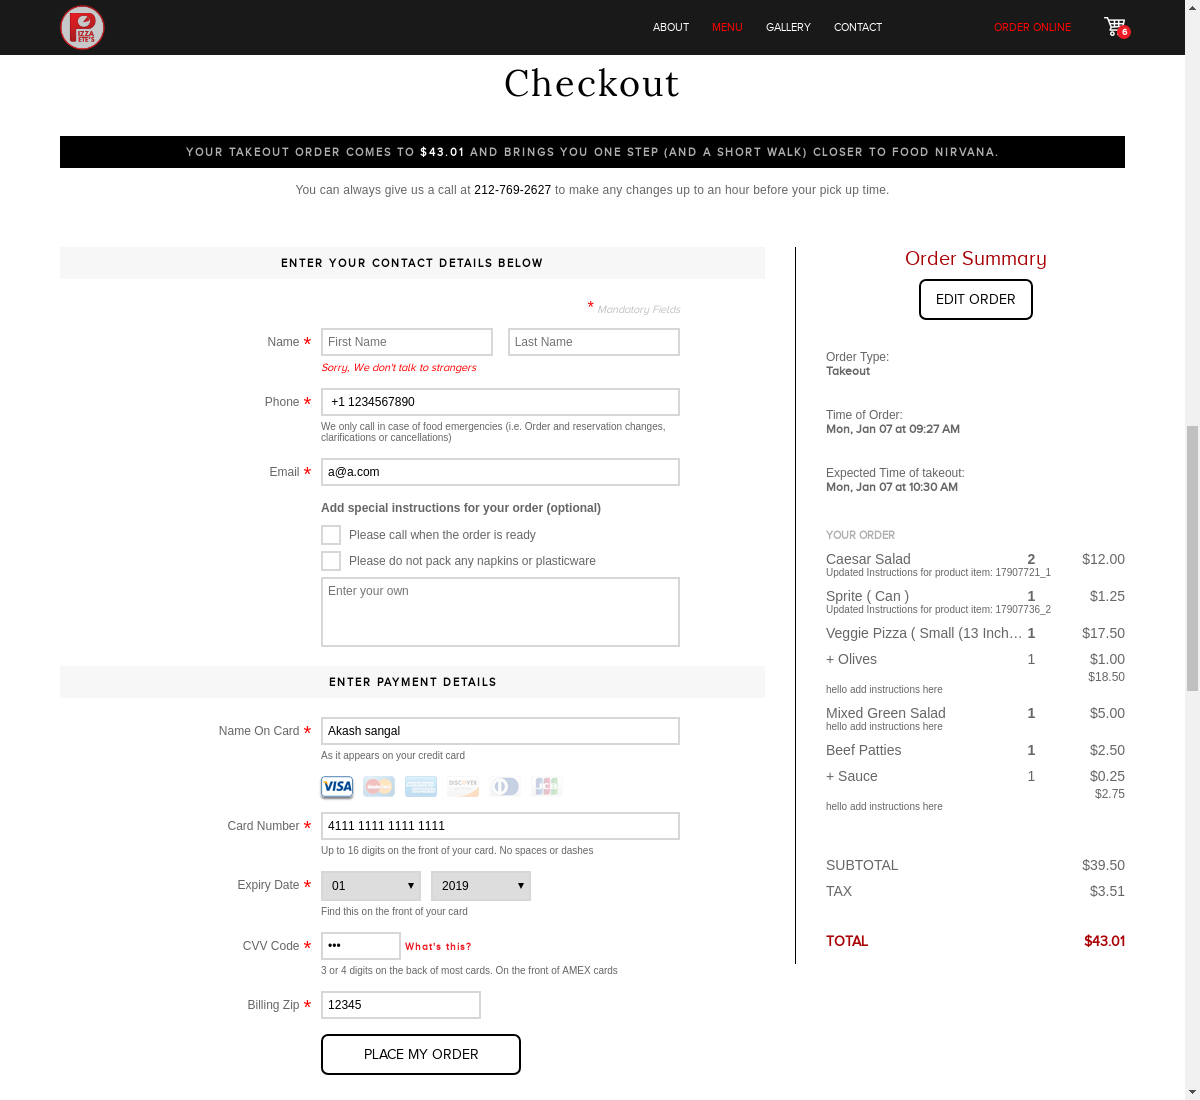 PIZZA ETE'S
ABOUT MENU GALLERY CONTACT ORDER ONLINE 6
Checkout
YOUR TAKEOUT ORDER COMES TO $43.01 AND BRINGS YOU ONE STEP (AND A SHORT WALK) CLOSER TO FOOD NIRVANA.
You can always give us a call at 212-769-2627 to make any changes up to an hour before your pick up time.
ENTER YOUR CONTACT DETAILS BELOW
* Mandatory Fields
Name * First Name Last Name
Sorry, We don't talk to strangers
Phone * +1 1234567890
We only call in case of food emergencies (i.e. Order and reservation changes,
clarifications or cancellations)
Email * a@a.com
Add special instructions for your order (optional)
Please call when the order is ready
Please do not pack any napkins or plasticware
Enter your own
ENTER PAYMENT DETAILS
Name On Card * Akash sangal
As it appears on your credit card
VISA MasterCard DISCOVER JCB
Card Number * 4111 1111 1111 1111
Up to 16 digits on the front of your card. No spaces or dashes
Expiry Date * 01 2019
Find this on the front of your card
CVV Code * ••• What's this?
3 or 4 digits on the back of most cards. On the front of AMEX cards
Billing Zip * 12345
PLACE MY ORDER
Order Summary
EDIT ORDER
Order Type:
Takeout
Time of Order:
Mon, Jan 07 at 09:27 AM
Expected Time of takeout:
Mon, Jan 07 at 10:30 AM
YOUR ORDER
Caesar Salad 2 $12.00
Updated Instructions for product item: 17907721_1
Sprite ( Can ) 1 $1.25
Updated Instructions for product item: 17907736_2
Veggie Pizza ( Small (13 Inch… 1 $17.50
+ Olives 1 $1.00
$18.50
hello add instructions here
Mixed Green Salad 1 $5.00
hello add instructions here
Beef Patties 1 $2.50
+ Sauce 1 $0.25
$2.75
hello add instructions here
SUBTOTAL $39.50
TAX $3.51
TOTAL $43.01